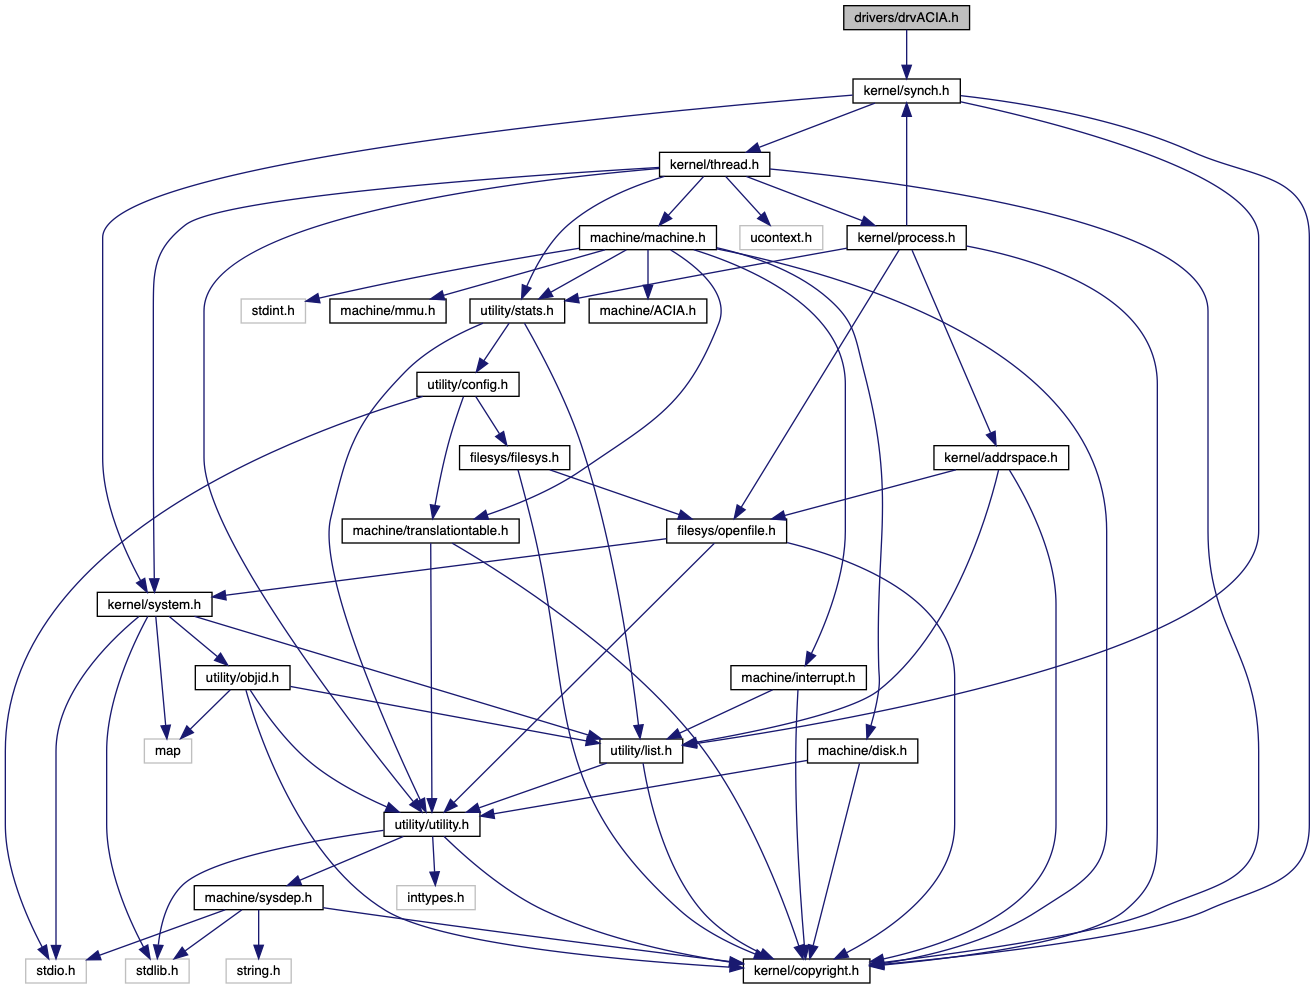 drivers/drvACIA.h
kernel/synch.h
kernel/thread.h
machine/machine.h
ucontext.h
kernel/process.h
stdint.h
machine/mmu.h
utility/stats.h
machine/ACIA.h
utility/config.h
filesys/filesys.h
kernel/addrspace.h
machine/translationtable.h
filesys/openfile.h
kernel/system.h
utility/objid.h
machine/interrupt.h
map
utility/list.h
machine/disk.h
utility/utility.h
machine/sysdep.h
inttypes.h
stdio.h
stdlib.h
string.h
kernel/copyright.h